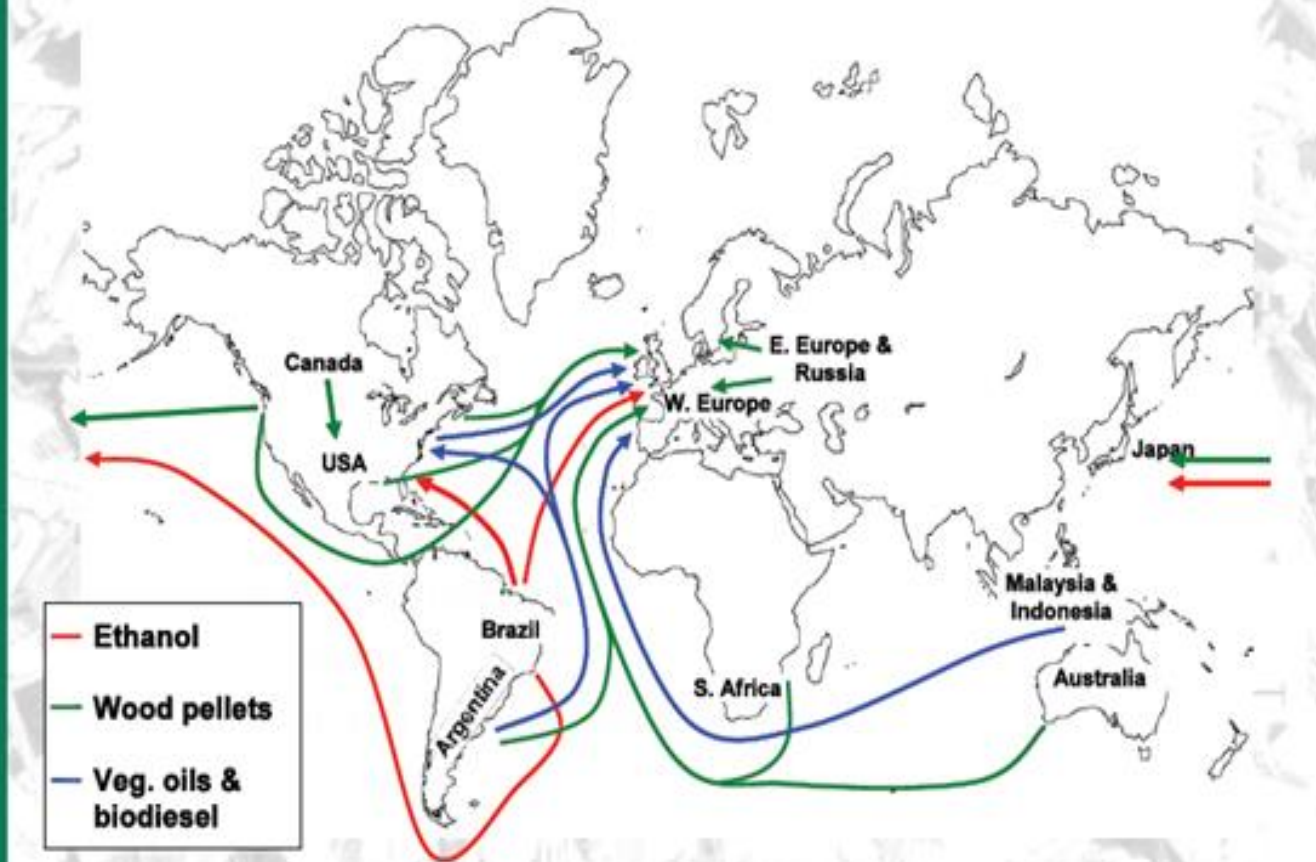 Canada
E. Europe &
Russia
W. Europe
USA
Japan
Malaysia &
Indonesia
Brazil
Argentina
S. Africa
Australia
Ethanol
Wood pellets
Veg. oils &
biodiesel